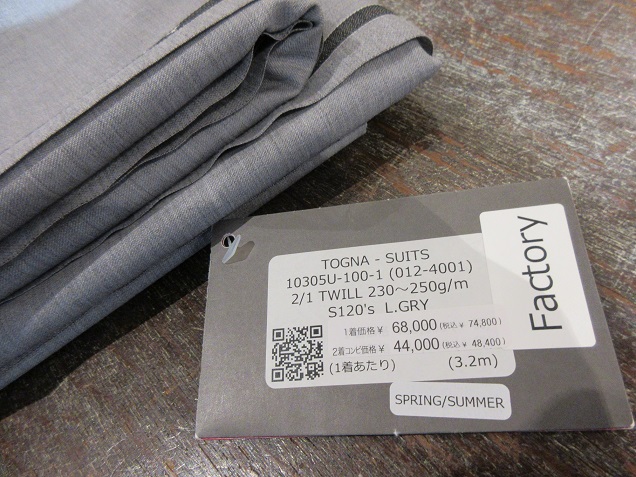 TOGNA - SUITS
10305U-100-1 (012-4001)
2/1 TWILL 230～250g/m
S120's L.GRY
1着価格¥ 68,000 (税込 ¥ 74,800)
2着コンビ価格¥ 44,000 (税込 ¥ 48,400)
(1着あたり) (3.2m)
SPRING/SUMMER
Factory